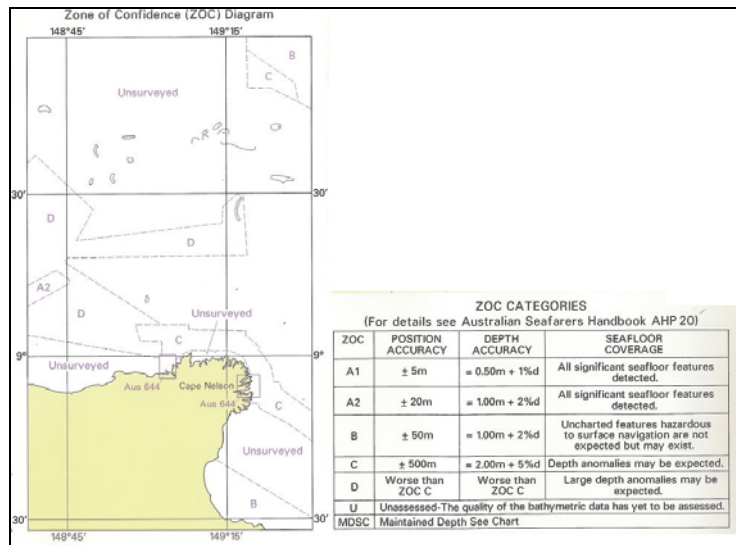 Zone of Confidence (ZOC) Diagram
148°45' 149°15'
B
C
Unsurveyed
30' 30'
D
D
A2
D
Unsurveyed
C
9° 9°
Unsurveyed
Aus 644
Cape Nelson
Aus 644
C
Unsurveyed
B
30' 30'
148°45' 149°15'
ZOC CATEGORIES
(For details see Australian Seafarers Handbook AHP 20)
ZOC POSITION ACCURACY DEPTH ACCURACY SEAFLOOR COVERAGE
A1 ± 5m = 0.50m + 1%d All significant seafloor features detected.
A2 ± 20m = 1.00m + 2%d All significant seafloor features detected.
B ± 50m = 1.00m + 2%d Uncharted features hazardous to surface navigation are not expected but may exist.
C ± 500m = 2.00m + 5%d Depth anomalies may be expected.
D Worse than ZOC C Worse than ZOC C Large depth anomalies may be expected.
U Unassessed-The quality of the bathymetric data has yet to be assessed.
MDSC Maintained Depth See Chart